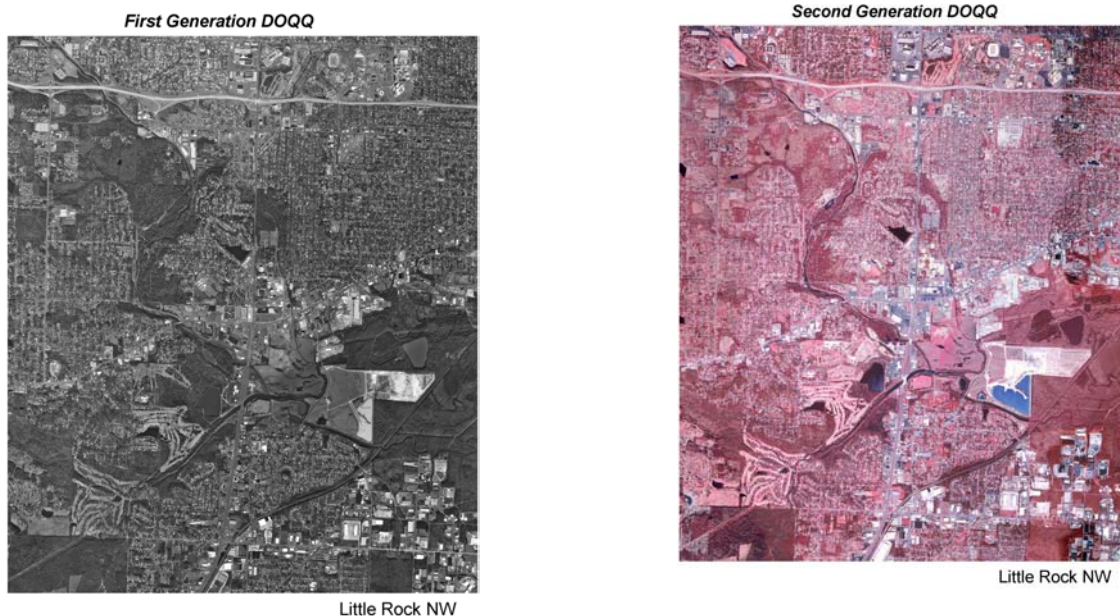 First Generation DOQQ
Second Generation DOQQ
Little Rock NW
Little Rock NW